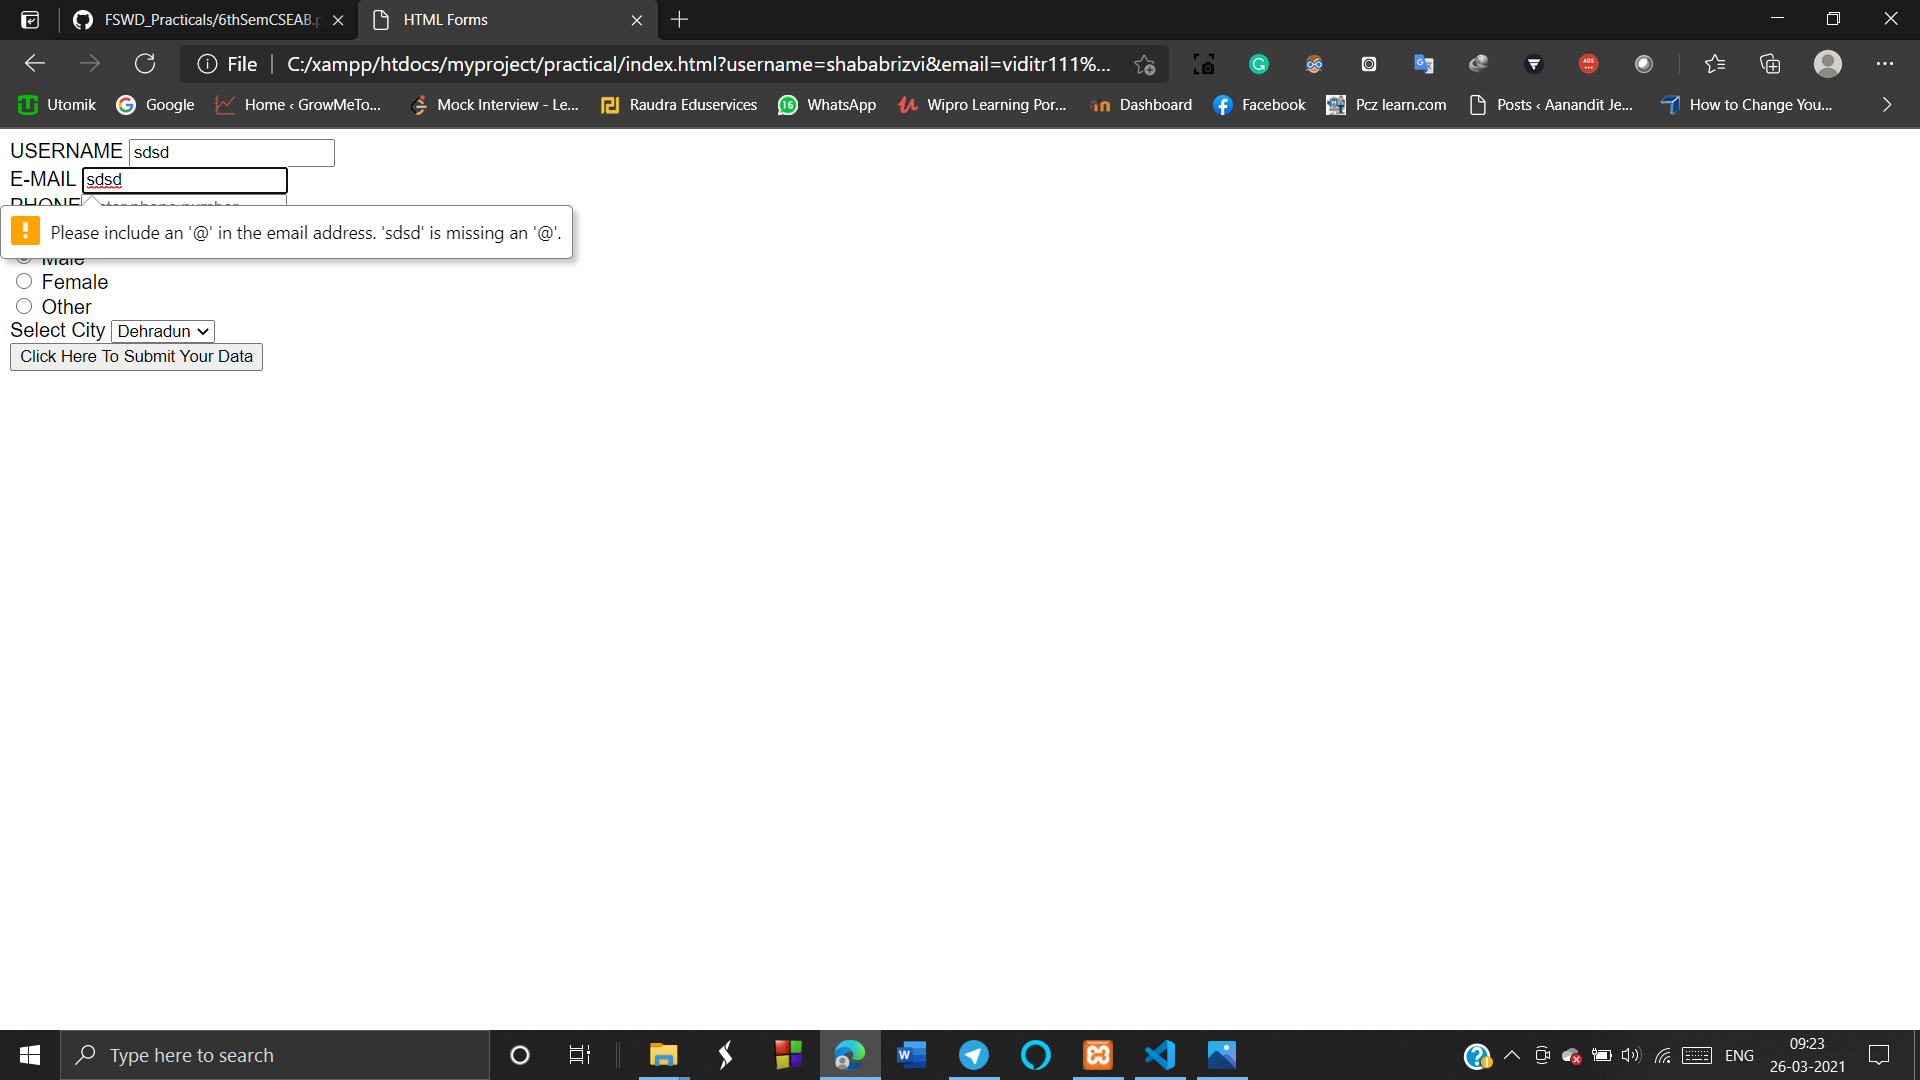 FSWD_Practicals/6thSemCSEAB.p
HTML Forms
File
C:/xampp/htdocs/myproject/practical/index.html?username=shababrizvi&email=viditr111%...
Utomik
Google
Home ‹ GrowMeTo...
Mock Interview - Le...
Raudra Eduservices
WhatsApp
Wipro Learning Por...
Dashboard
Facebook
Pcz learn.com
Posts ‹ Aanandit Je...
How to Change You...
USERNAME sdsd
E-MAIL sdsd
PHONE
Please include an '@' in the email address. 'sdsd' is missing an '@'.
Male
Female
Other
Select City Dehradun
Click Here To Submit Your Data
Type here to search
ENG
09:23
26-03-2021